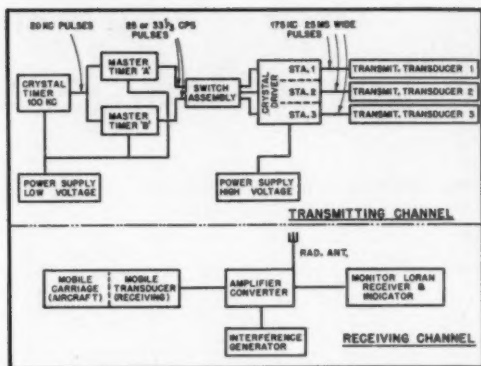 20 KC PULSES
25 or 33⅓ CPS
PULSES
175 KC 25 MS WIDE
PULSES
CRYSTAL
TIMER
100 KC
MASTER
TIMER 'A'
MASTER
TIMER 'B'
SWITCH
ASSEMBLY
CRYSTAL
DRIVER
STA. 1
STA. 2
STA. 3
TRANSMIT. TRANSDUCER 1
TRANSMIT. TRANSDUCER 2
TRANSMIT. TRANSDUCER 3
POWER SUPPLY
LOW VOLTAGE
POWER SUPPLY
HIGH VOLTAGE
TRANSMITTING CHANNEL
RAD. ANT.
MOBILE
CARRIAGE
(AIRCRAFT)
MOBILE
TRANSDUCER
(RECEIVING)
AMPLIFIER
CONVERTER
MONITOR LORAN
RECEIVER &
INDICATOR
INTERFERENCE
GENERATOR
RECEIVING CHANNEL